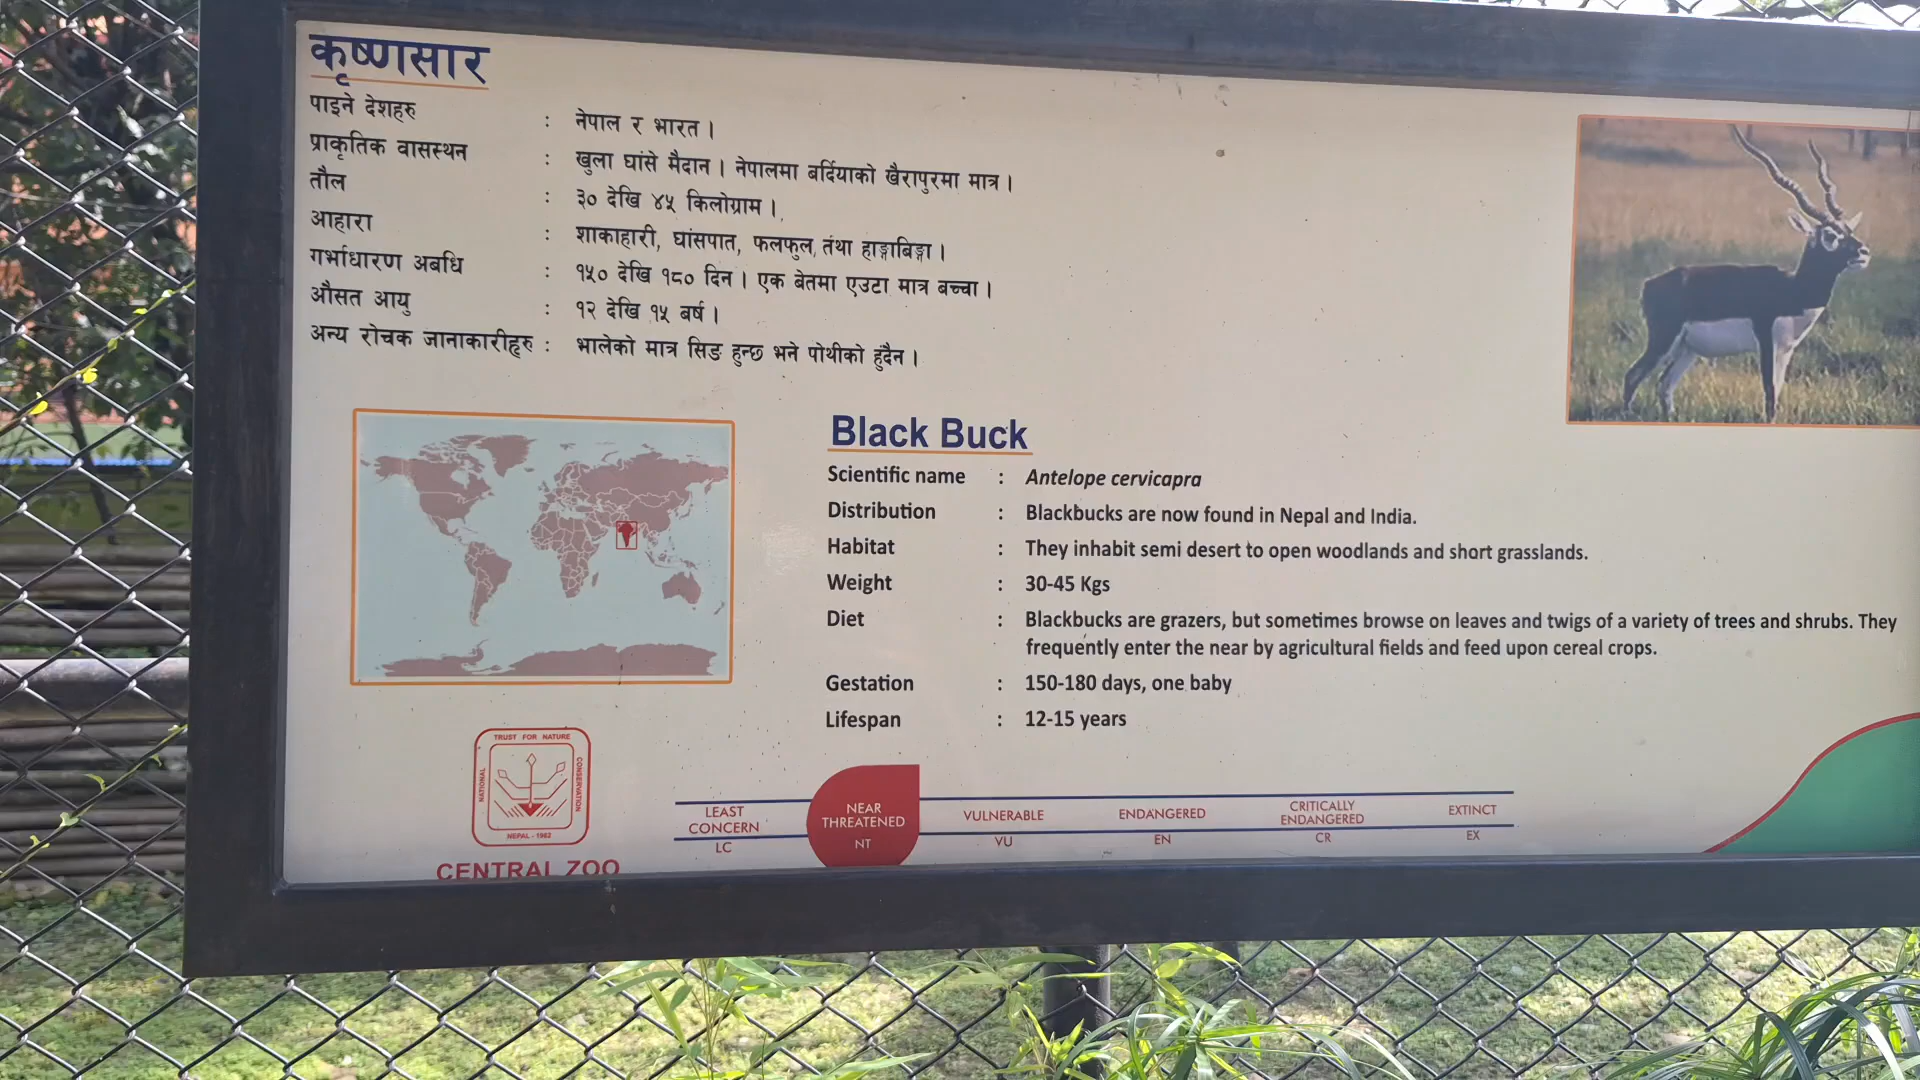 कृष्णसार
पाइने देशहरु : नेपाल र भारत ।
प्राकृतिक वासस्थन : खुला घांसे मैदान । नेपालमा बर्दियाको खैरापुरमा मात्र ।
तौल : ३० देखि ४५ किलोग्राम ।
आहारा : शाकाहारी, घांसपात, फलफुल, तथा हाङ्गाबिङ्गा ।
गर्भाधारण अबधि : १५० देखि १८० दिन । एक बेतमा एउटा मात्र बच्चा ।
औसत आयु : १२ देखि १५ बर्ष ।
अन्य रोचक जानाकारीहरु : भालेको मात्र सिङ हुन्छ भने पोथीको हुंदैन ।
Black Buck
Scientific name : Antelope cervicapra
Distribution : Blackbucks are now found in Nepal and India.
Habitat : They inhabit semi desert to open woodlands and short grasslands.
Weight : 30-45 Kgs
Diet : Blackbucks are grazers, but sometimes browse on leaves and twigs of a variety of trees and shrubs. They
frequently enter the near by agricultural fields and feed upon cereal crops.
Gestation : 150-180 days, one baby
Lifespan : 12-15 years
NATIONAL TRUST FOR NATURE CONSERVATION
NEPAL - 1982
CENTRAL ZOO
LEAST CONCERN LC
NEAR THREATENED NT
VULNERABLE VU
ENDANGERED EN
CRITICALLY ENDANGERED CR
EXTINCT EX